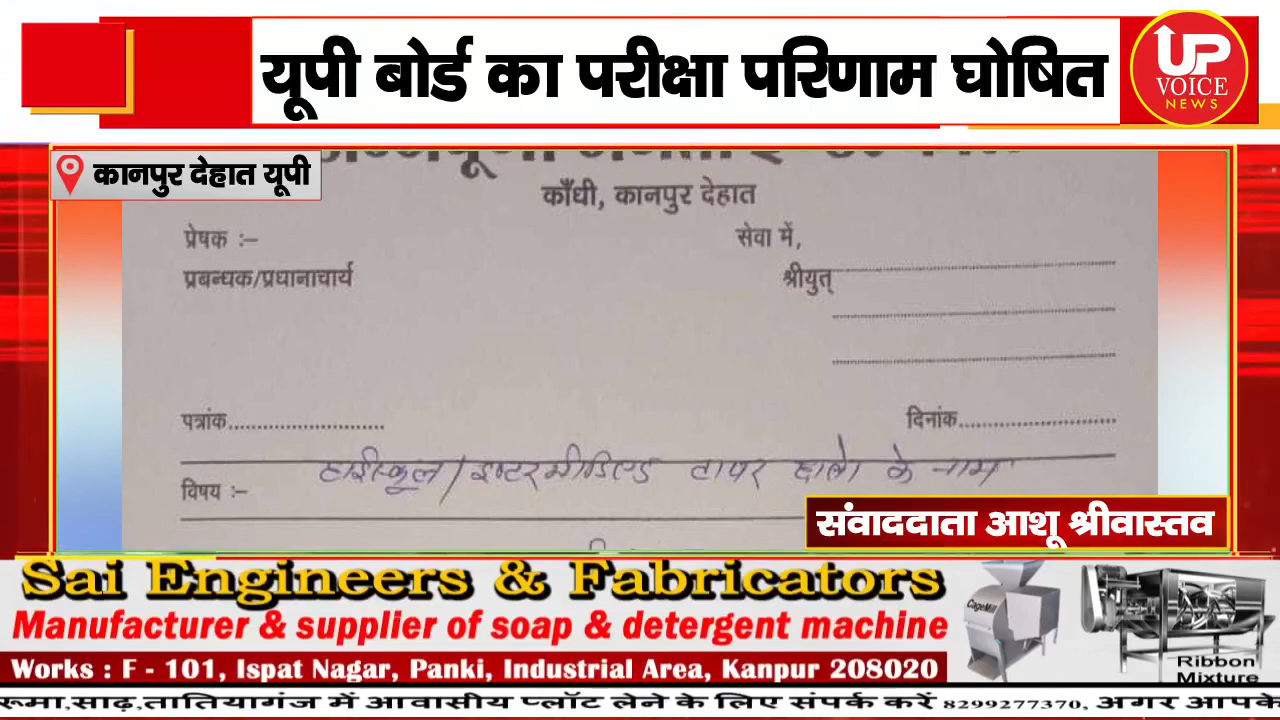 यूपी बोर्ड का परीक्षा परिणाम घोषित
UP
VOICE
NEWS
कानपुर देहात यूपी
काँधी, कानपुर देहात
प्रेषक :–
सेवा में,
प्रबन्धक/प्रधानाचार्य
श्रीयुत्
पत्रांक..........................
दिनांक..........................
हाईस्कूल/इण्टरमीडिएड टापर छात्रो के नाम
विषय :–
संवाददाता आशू श्रीवास्तव
Sai Engineers & Fabricators
Manufacturer & supplier of soap & detergent machine
Works : F - 101, Ispat Nagar, Panki, Industrial Area, Kanpur 208020
CageMill
Ribbon
Mixture
रूमा,साढ़,तातियागंज में आवासीय प्लॉट लेने के लिए संपर्क करें 8299277370, अगर आपके